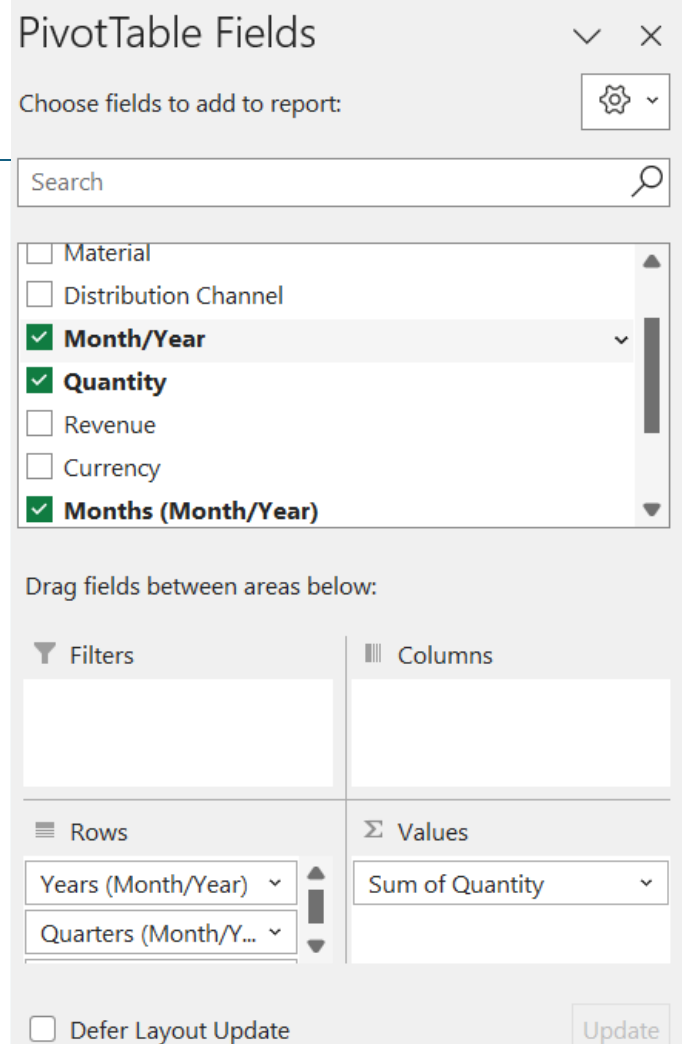 PivotTable Fields
Choose fields to add to report:
Search
Material
Distribution Channel
Month/Year
Quantity
Revenue
Currency
Months (Month/Year)
Drag fields between areas below:
Filters
Columns
Rows
Σ Values
Years (Month/Year)
Sum of Quantity
Quarters (Month/Y...
Defer Layout Update
Update